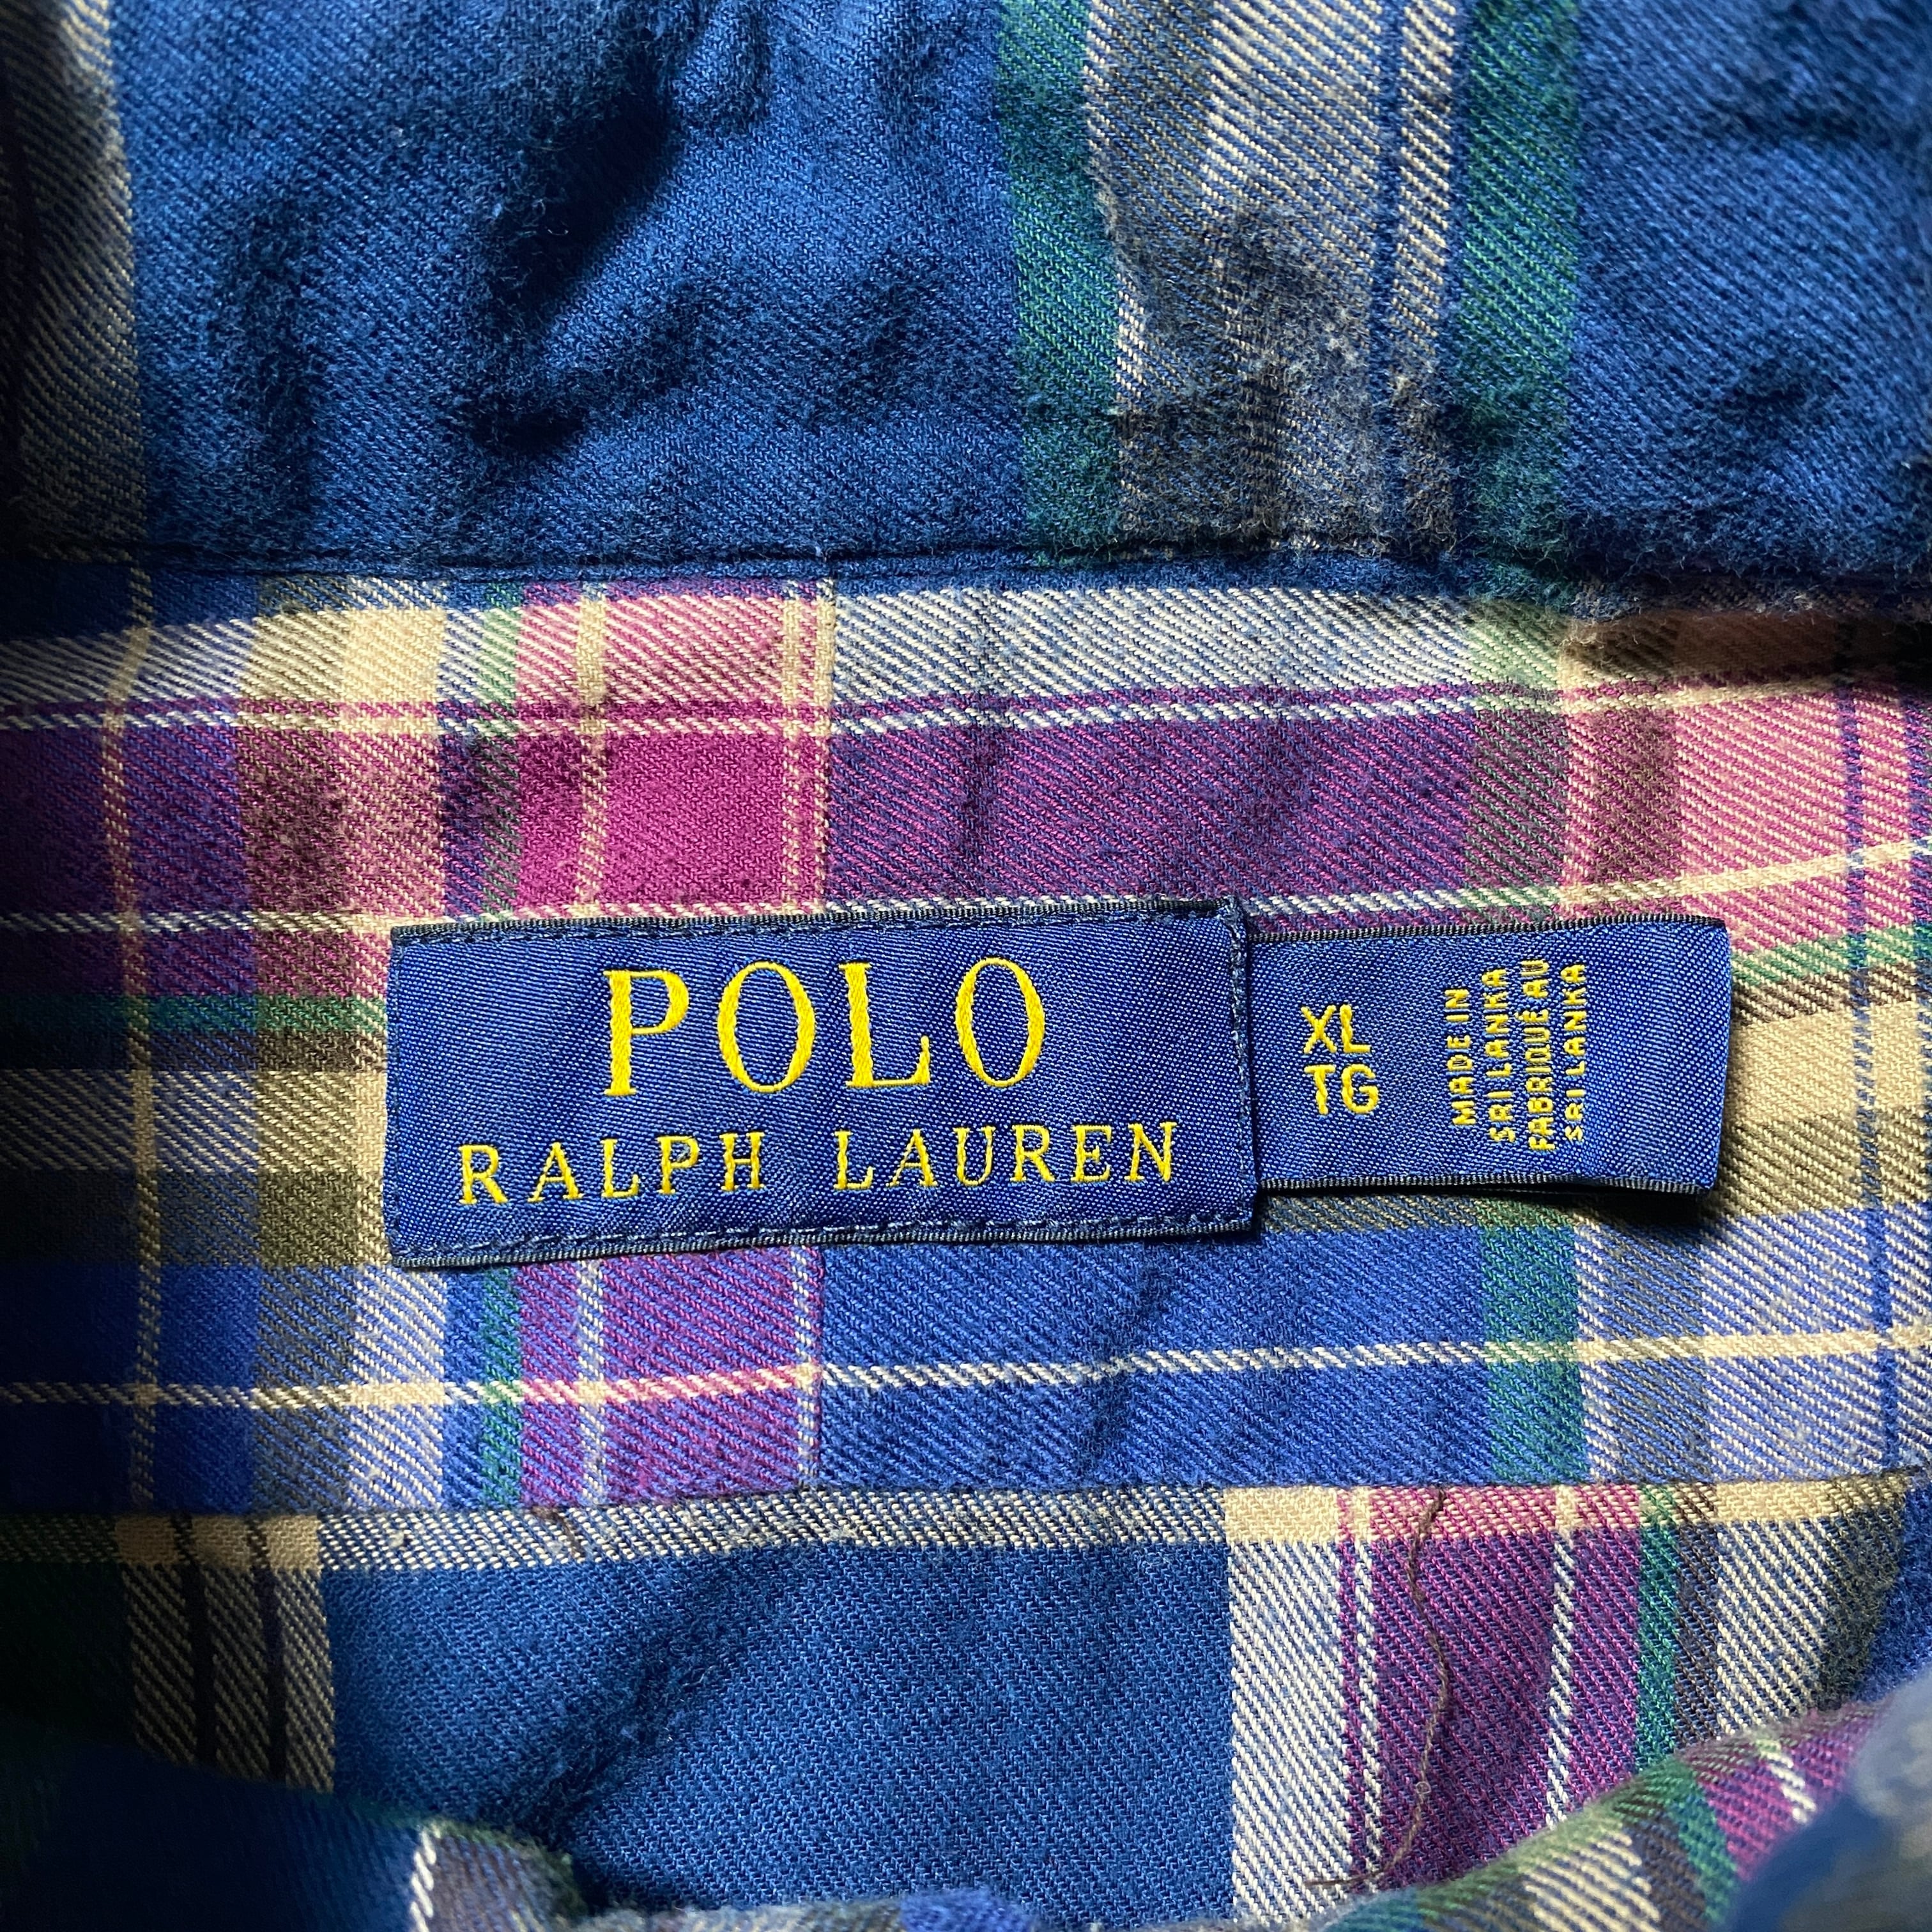 POLO
RALPH LAUREN
XL
TG
MADE IN
SRI LANKA
FABRIQUÉ AU
SRI LANKA